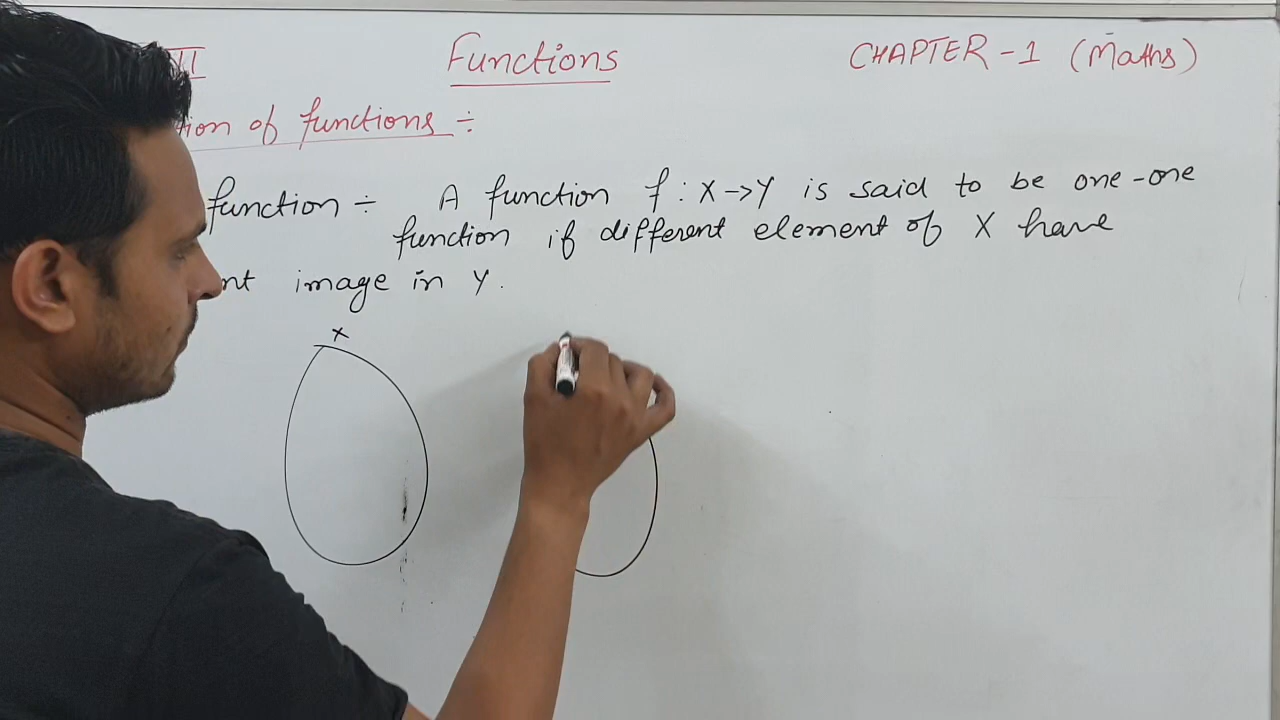 II Functions CHAPTER - 1 (Maths)
tion of functions ÷
function ÷ A function f : X → Y is said to be one-one
function if different element of X have
nt image in Y.
X